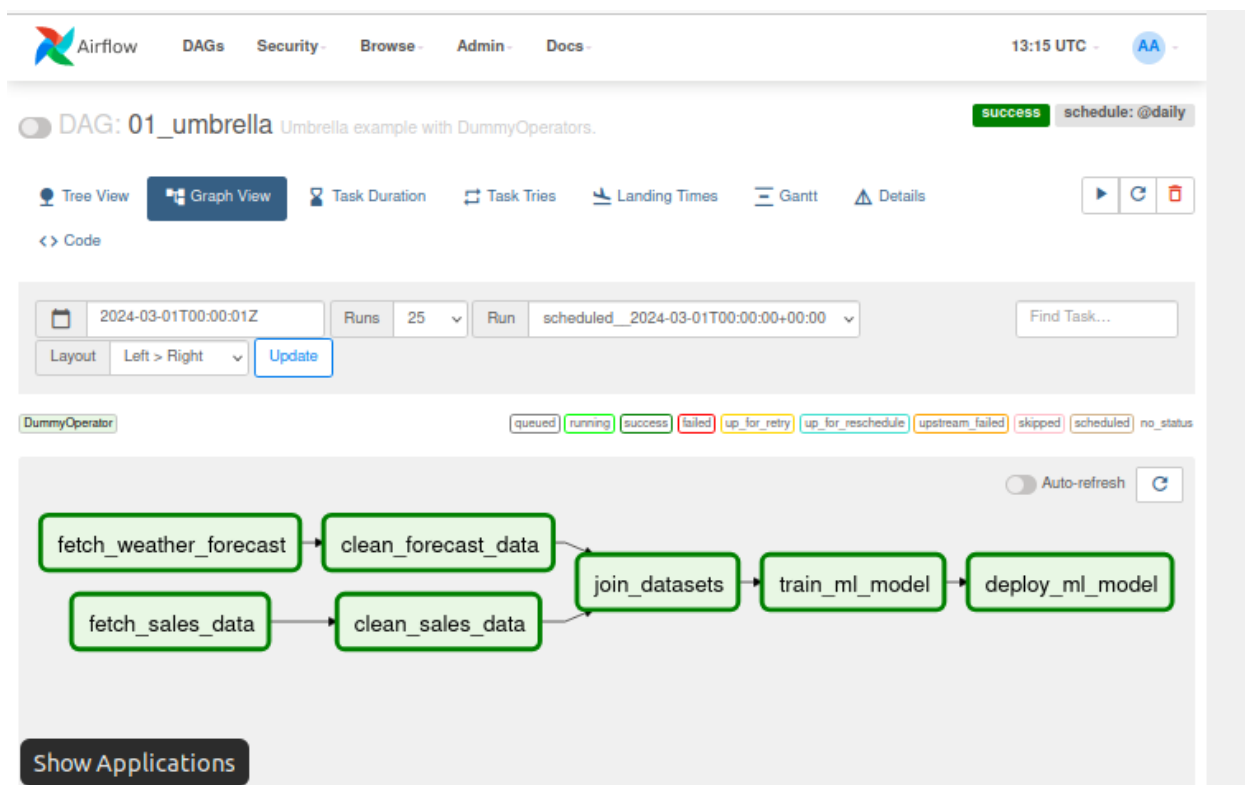 Airflow DAGs Security Browse Admin Docs 13:15 UTC AA
DAG: 01_umbrella Umbrella example with DummyOperators. success schedule: @daily
Tree View Graph View Task Duration Task Tries Landing Times Gantt Details
<> Code
2024-03-01T00:00:01Z Runs 25 Run scheduled__2024-03-01T00:00:00+00:00 Find Task...
Layout Left > Right Update
DummyOperator queued running success failed up_for_retry up_for_reschedule upstream_failed skipped scheduled no_status
Auto-refresh
fetch_weather_forecast clean_forecast_data
join_datasets train_ml_model deploy_ml_model
fetch_sales_data clean_sales_data
Show Applications